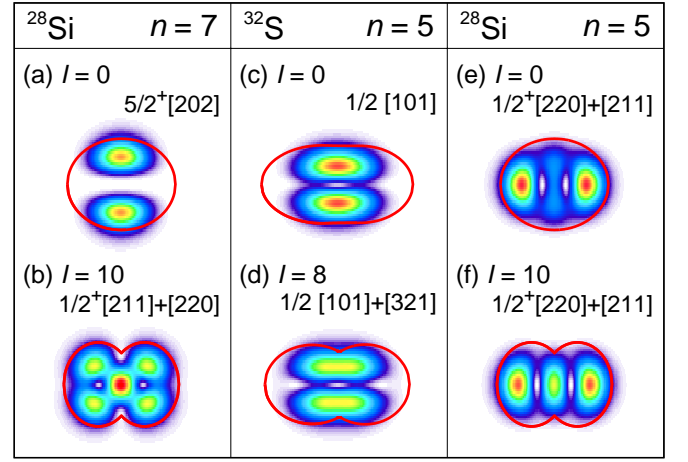 ²⁸Si n = 7
(a) I = 0
5/2⁺[202]
(b) I = 10
1/2⁺[211]+[220]
³²S n = 5
(c) I = 0
1/2 [101]
(d) I = 8
1/2 [101]+[321]
²⁸Si n = 5
(e) I = 0
1/2⁺[220]+[211]
(f) I = 10
1/2⁺[220]+[211]